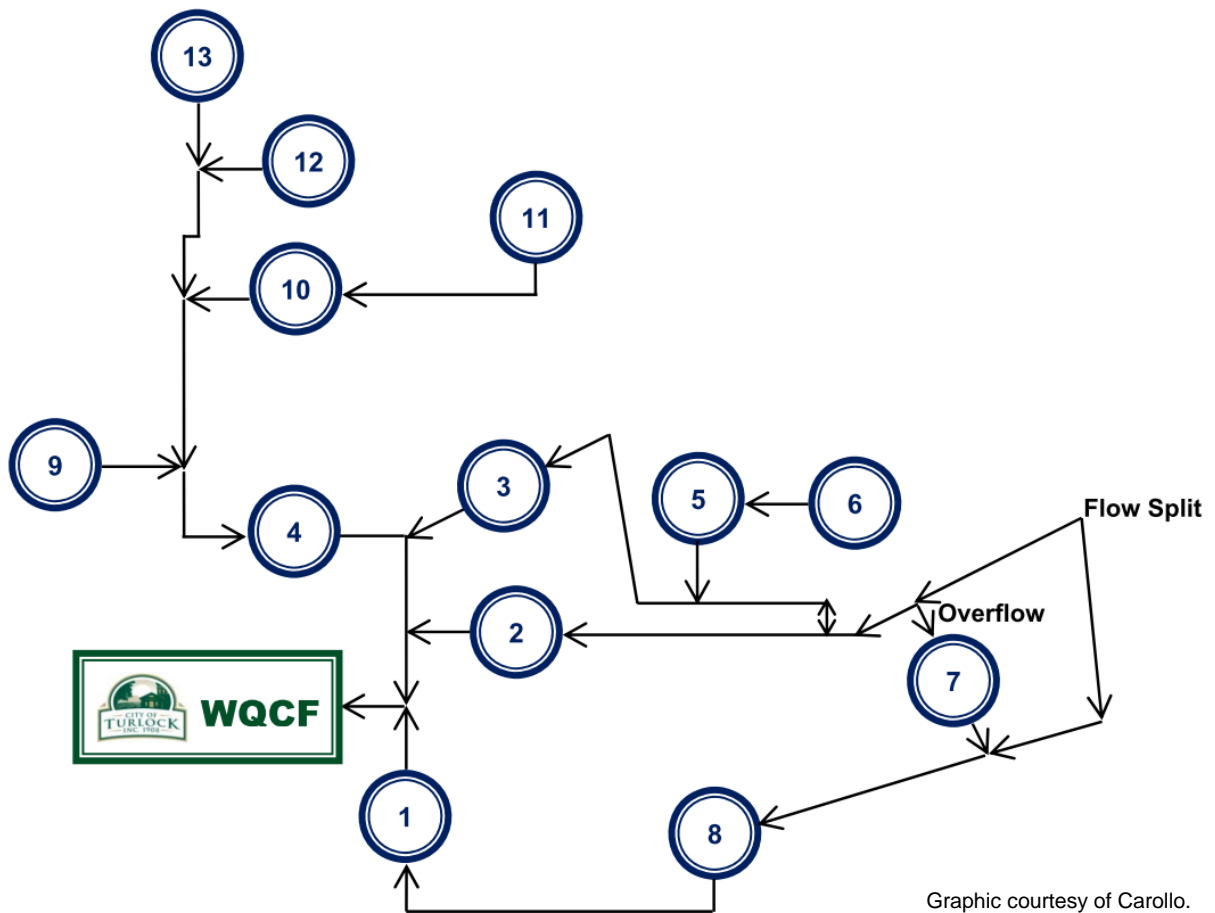 13
12
11
10
9
3
5
6
Flow Split
4
Overflow
2
7
CITY OF
TURLOCK
INC. 1908
WQCF
1
8
Graphic courtesy of Carollo.